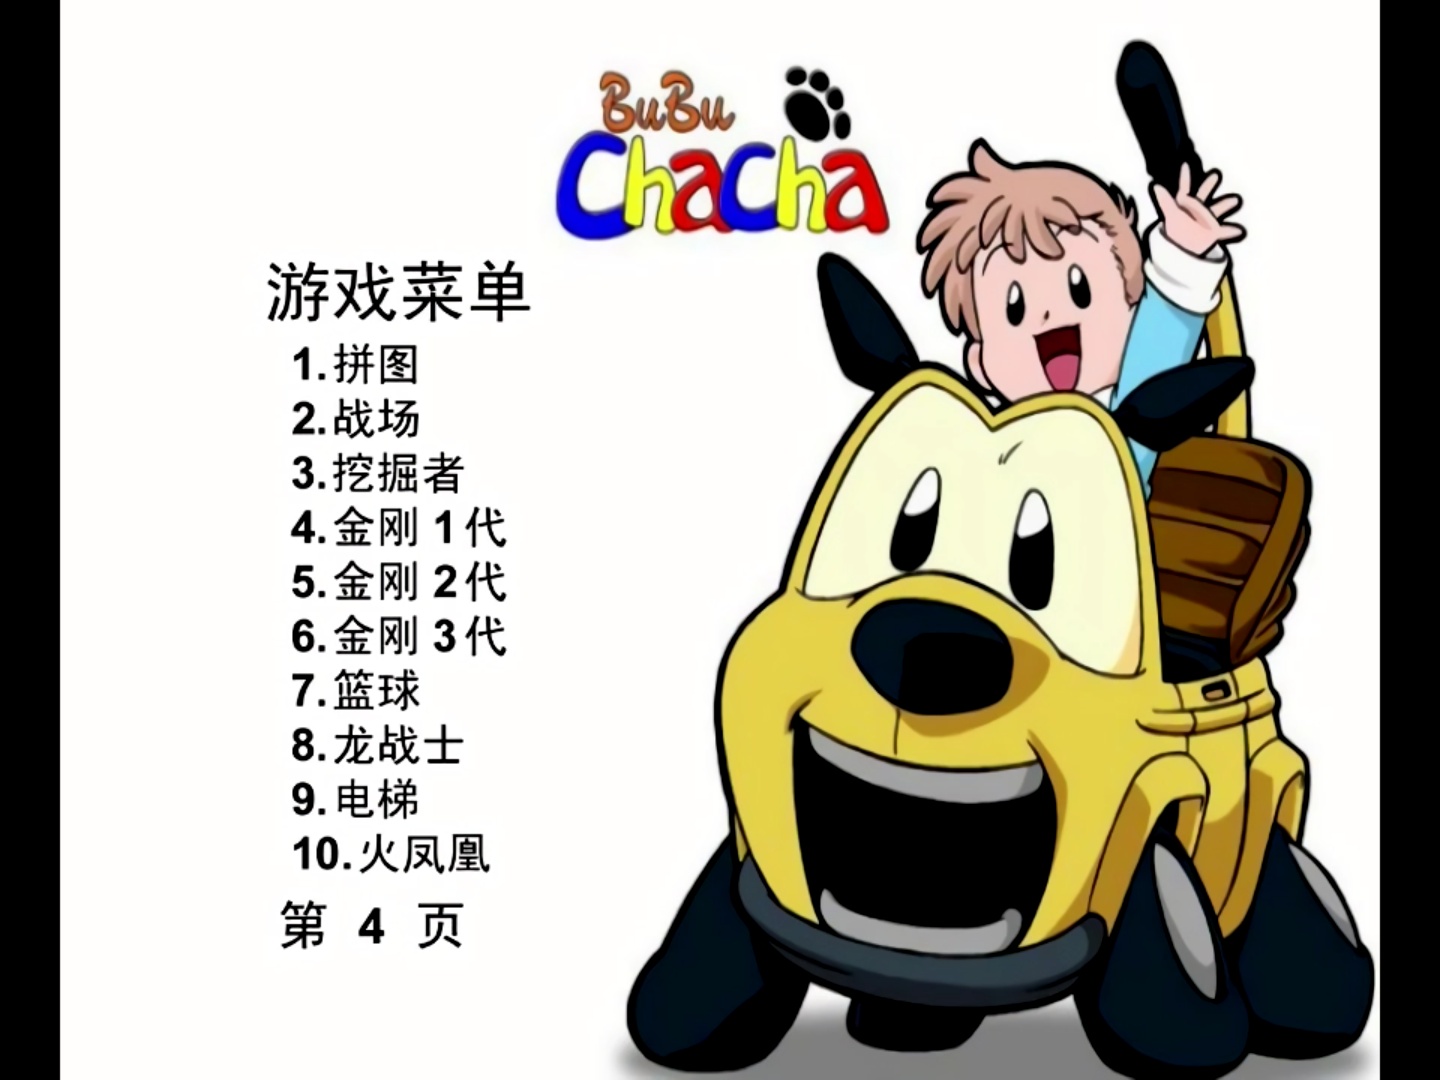 BuBu
ChaCha
游戏菜单
1.拼图
2.战场
3.挖掘者
4.金刚 1代
5.金刚 2代
6.金刚 3代
7.篮球
8.龙战士
9.电梯
10.火凤凰
第 4 页